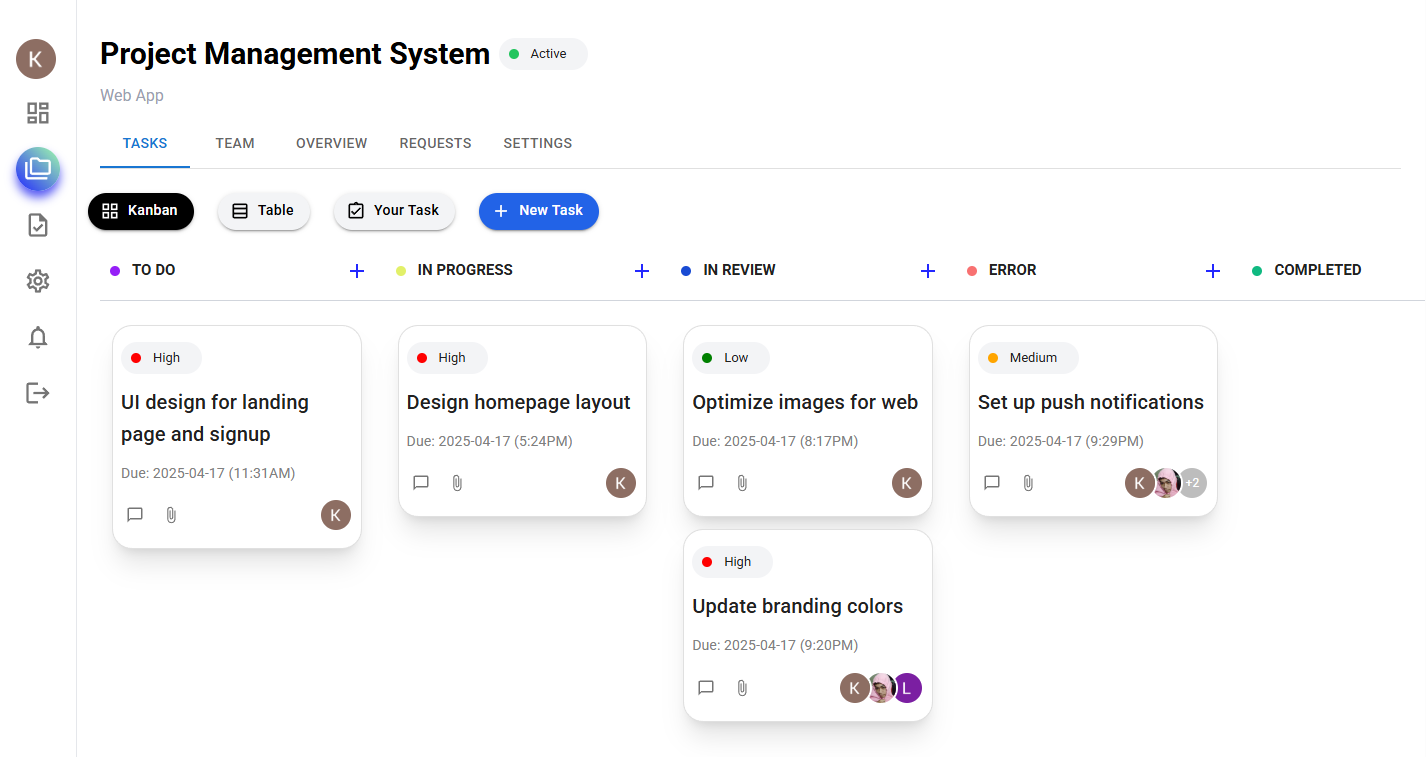 K
Project Management System
Active
Web App
TASKS
TEAM
OVERVIEW
REQUESTS
SETTINGS
Kanban
Table
Your Task
New Task
TO DO
IN PROGRESS
IN REVIEW
ERROR
COMPLETED
High
UI design for landing
page and signup
Due: 2025-04-17 (11:31AM)
K
High
Design homepage layout
Due: 2025-04-17 (5:24PM)
K
Low
Optimize images for web
Due: 2025-04-17 (8:17PM)
K
High
Update branding colors
Due: 2025-04-17 (9:20PM)
K
L
Medium
Set up push notifications
Due: 2025-04-17 (9:29PM)
K
+2